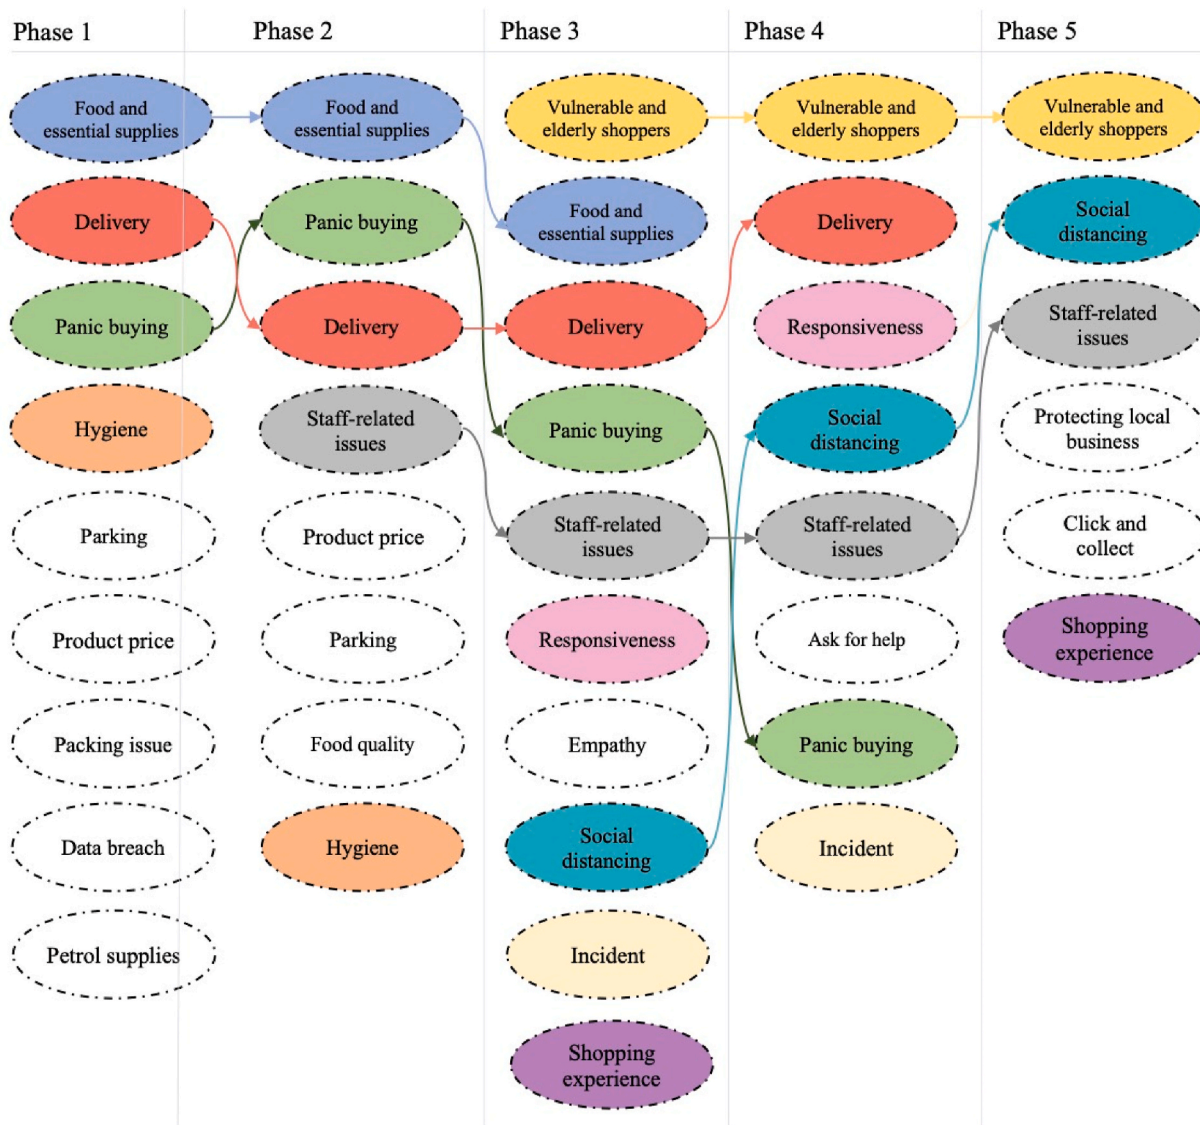 Phase 1
Phase 2
Phase 3
Phase 4
Phase 5
Food and
essential supplies
Delivery
Panic buying
Hygiene
Parking
Product price
Packing issue
Data breach
Petrol supplies
Food and
essential supplies
Panic buying
Delivery
Staff-related
issues
Product price
Parking
Food quality
Hygiene
Vulnerable and
elderly shoppers
Food and
essential supplies
Delivery
Panic buying
Staff-related
issues
Responsiveness
Empathy
Social
distancing
Incident
Shopping
experience
Vulnerable and
elderly shoppers
Delivery
Responsiveness
Social
distancing
Staff-related
issues
Ask for help
Panic buying
Incident
Vulnerable and
elderly shoppers
Social
distancing
Staff-related
issues
Protecting local
business
Click and
collect
Shopping
experience